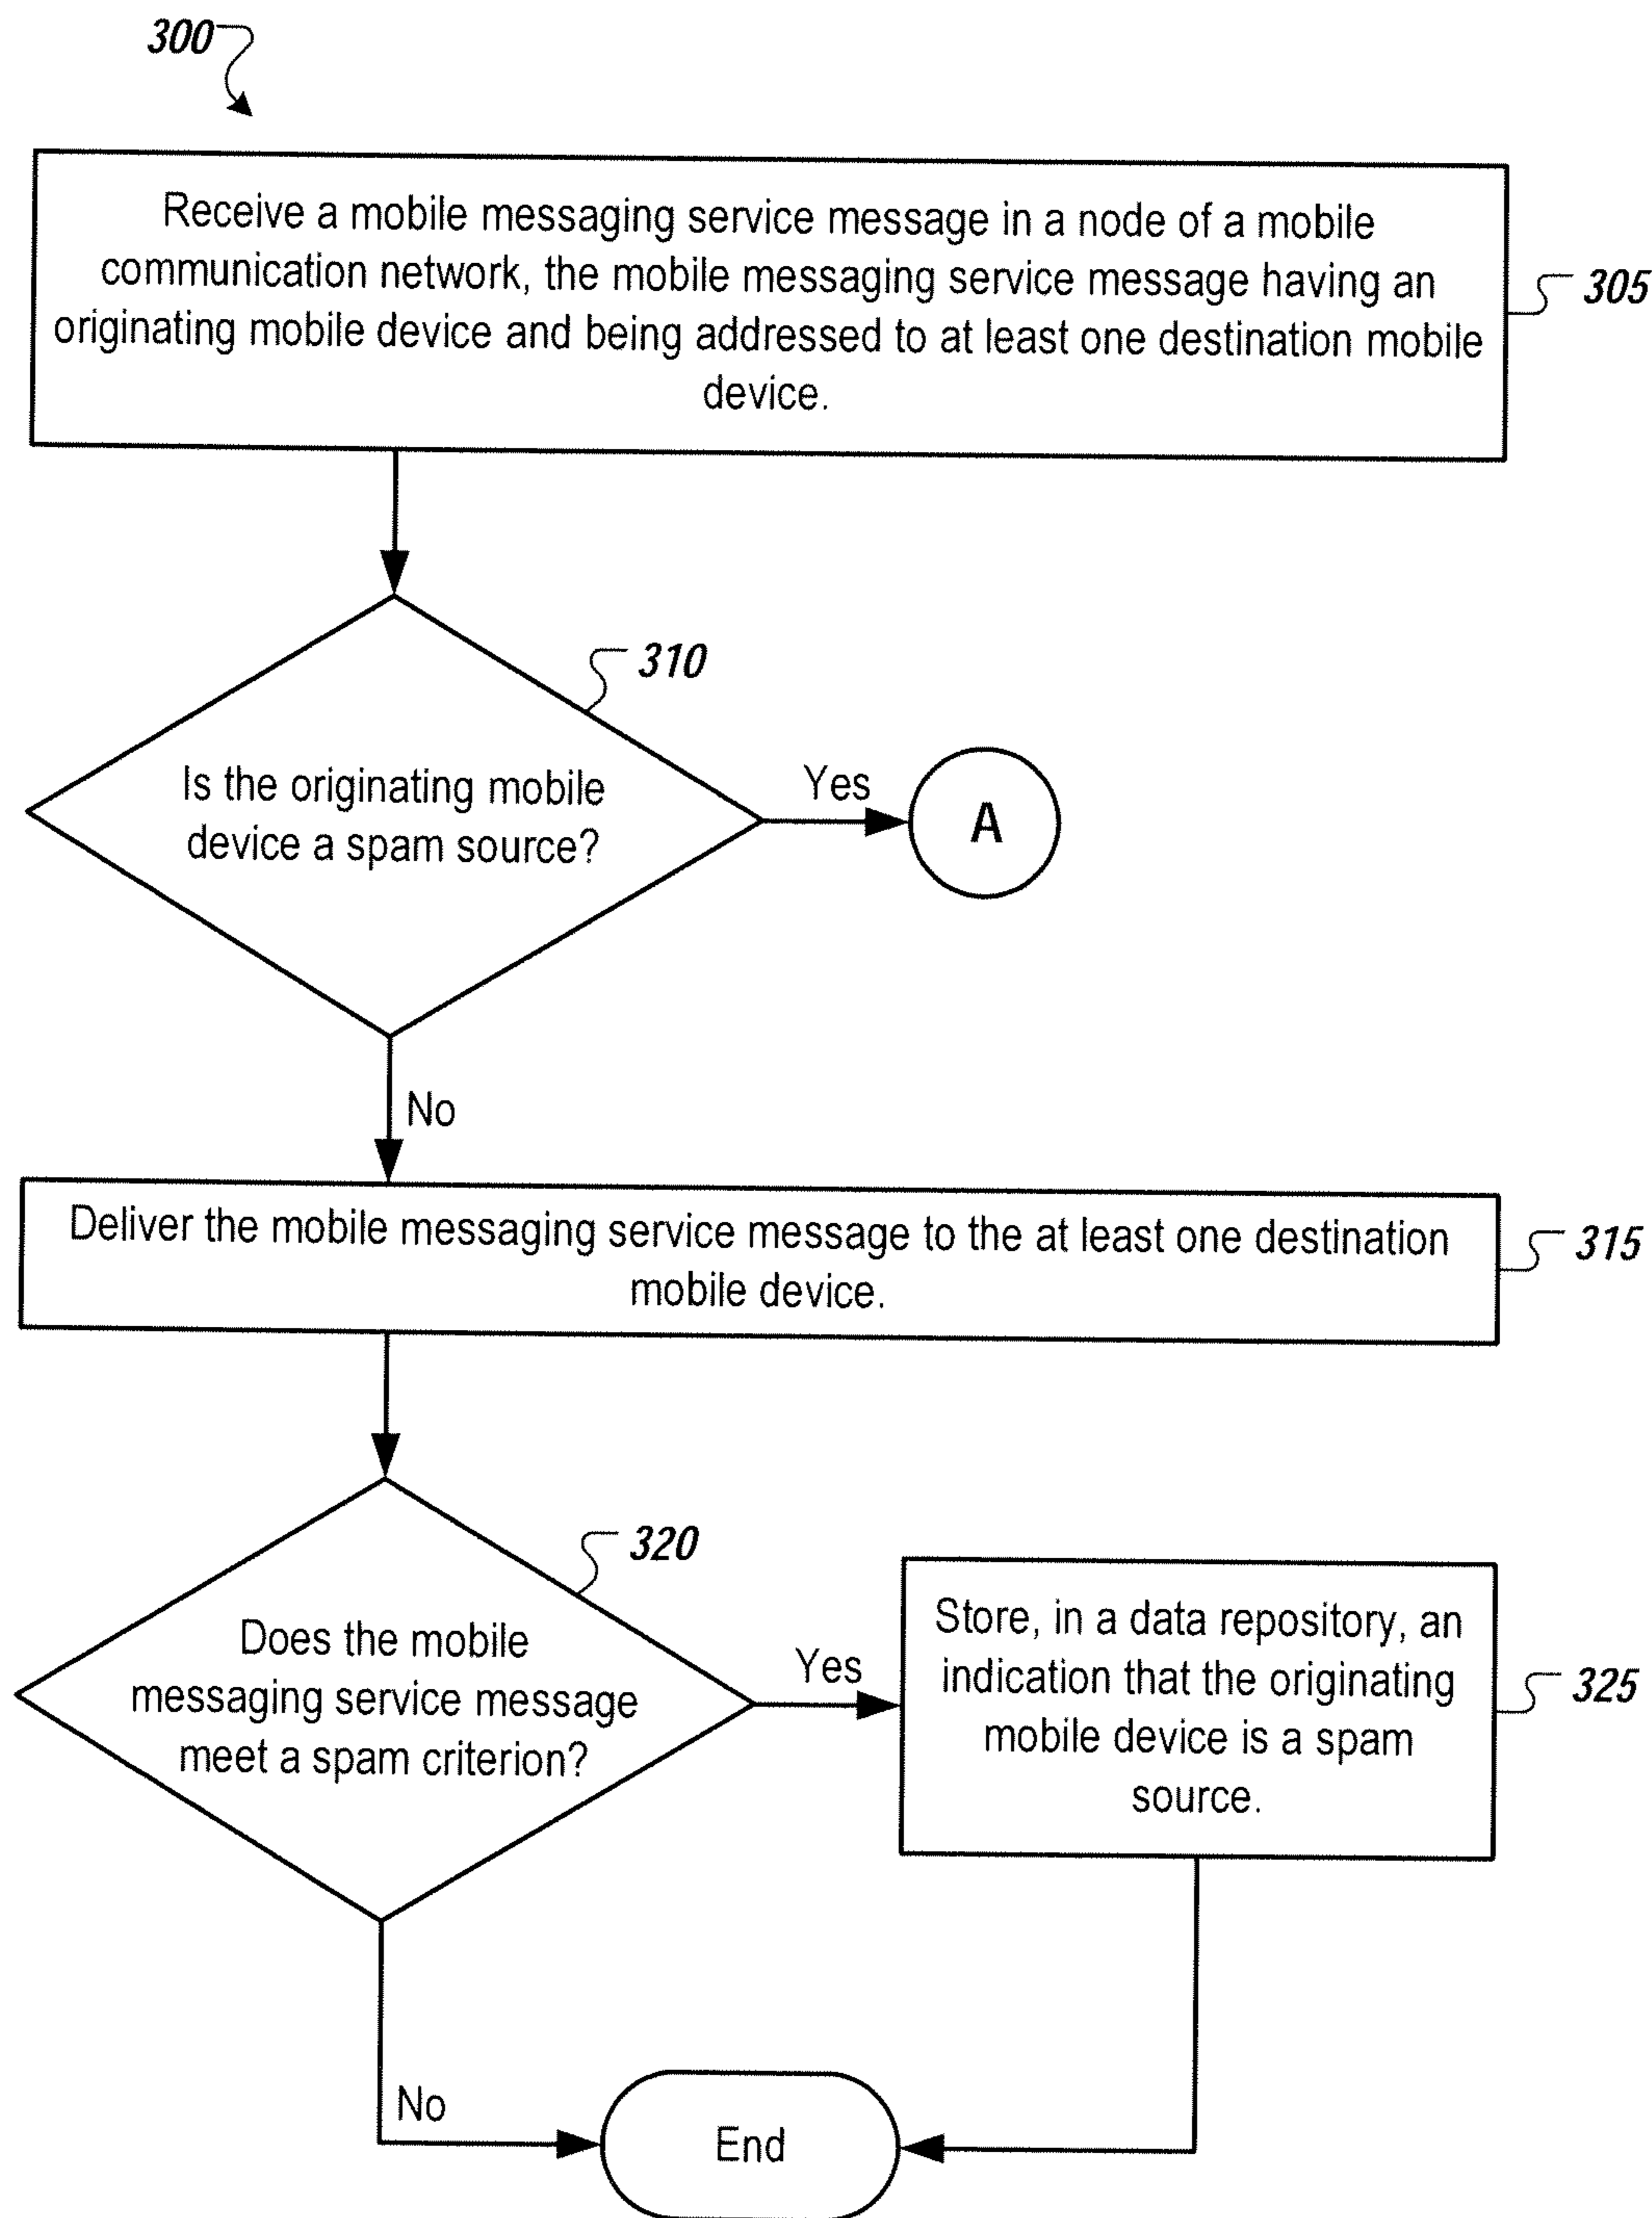 300
Receive a mobile messaging service message in a node of a mobile
communication network, the mobile messaging service message having an
originating mobile device and being addressed to at least one destination mobile
device.
305
310
Is the originating mobile
device a spam source?
Yes
A
No
Deliver the mobile messaging service message to the at least one destination
mobile device.
315
320
Does the mobile
messaging service message
meet a spam criterion?
Yes
Store, in a data repository, an
indication that the originating
mobile device is a spam
source.
325
No
End